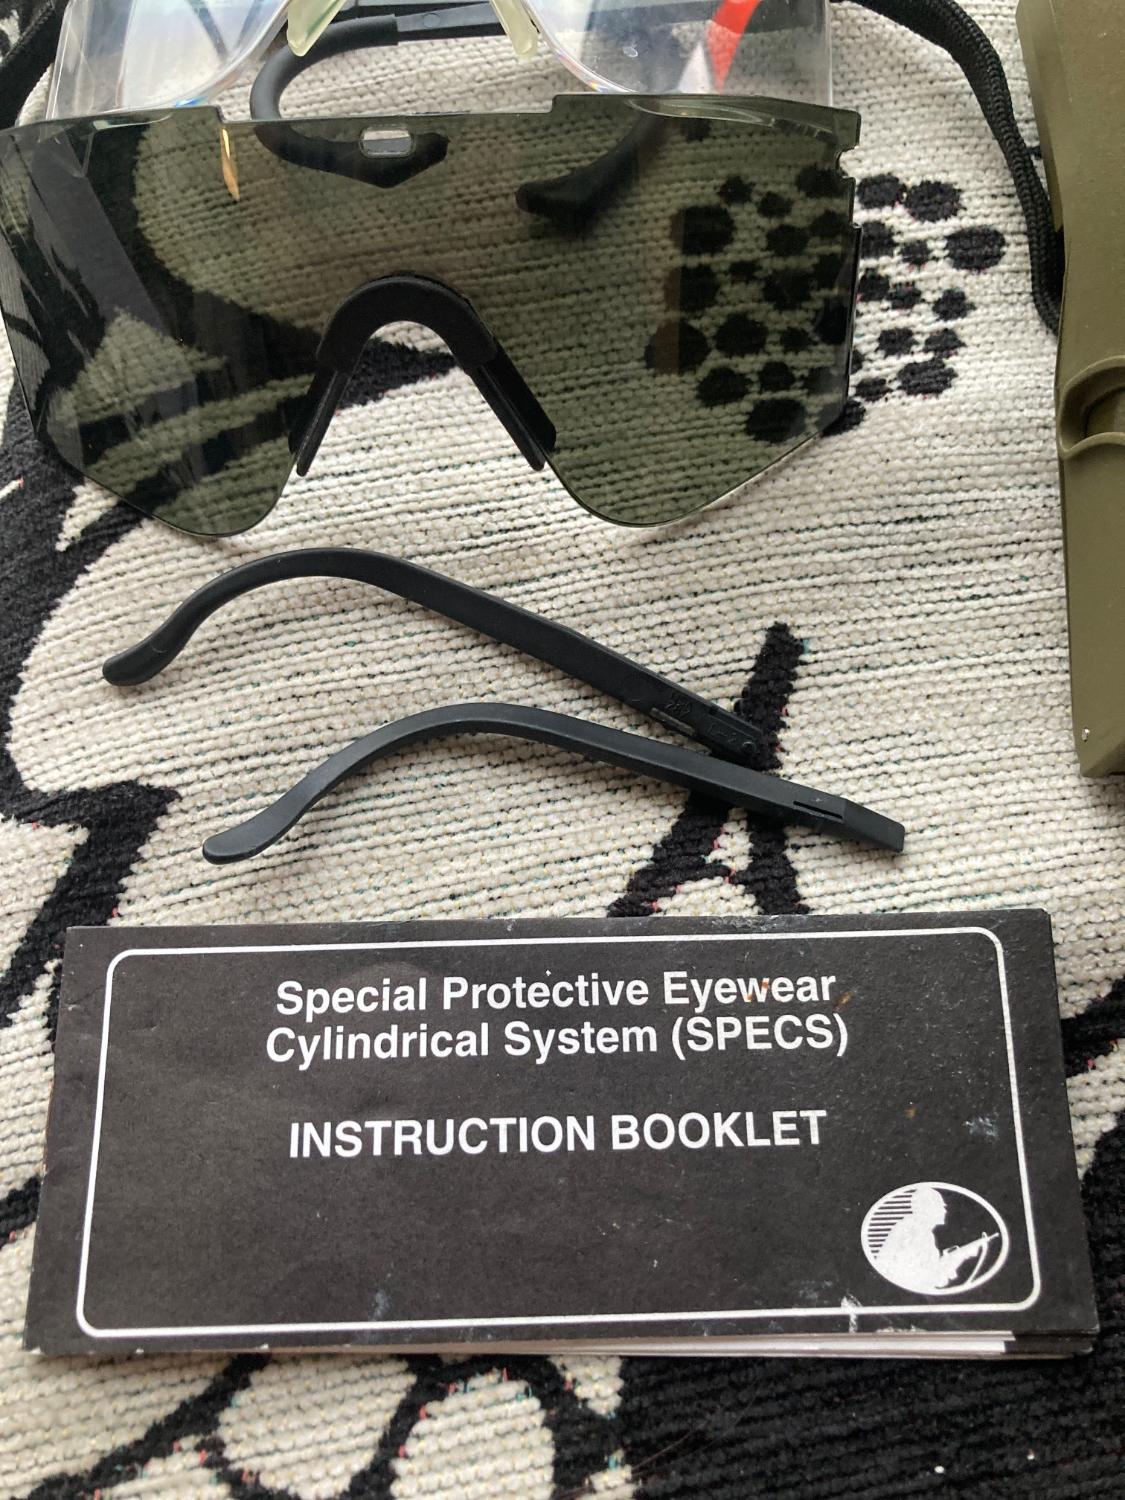 Special Protective Eyewear
Cylindrical System (SPECS)
INSTRUCTION BOOKLET